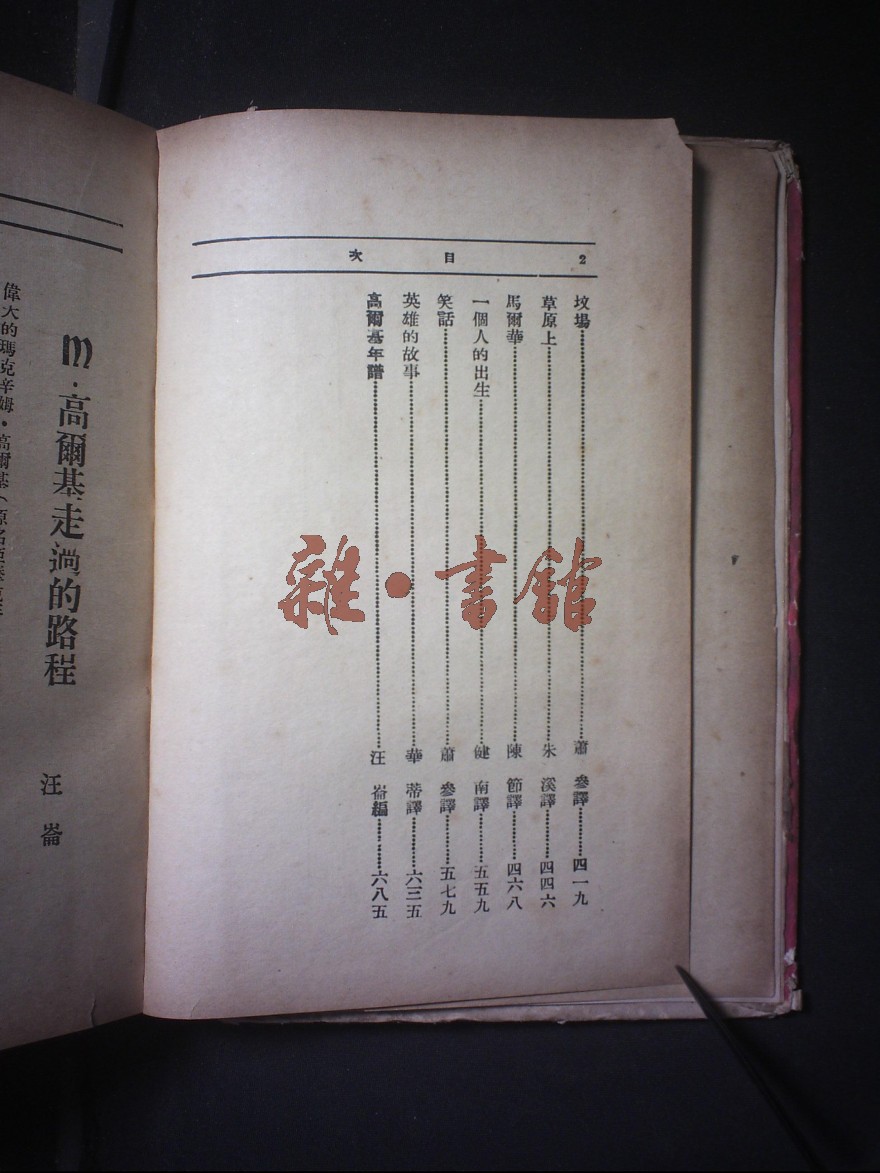 2 目次
墳場……蕭 參譯……四一九
草原上……朱 溪譯……四四六
馬爾華……陳 節譯……四六八
一個人的出生……健 南譯……五五九
笑話……蕭 參譯……五七九
英雄的故事……華 蒂譯……六三五
高爾基年譜……汪 崙編……六八五
雜·書館
M·高爾基走過的路程 汪 崙
偉大的瑪克辛姆·高爾基(原名